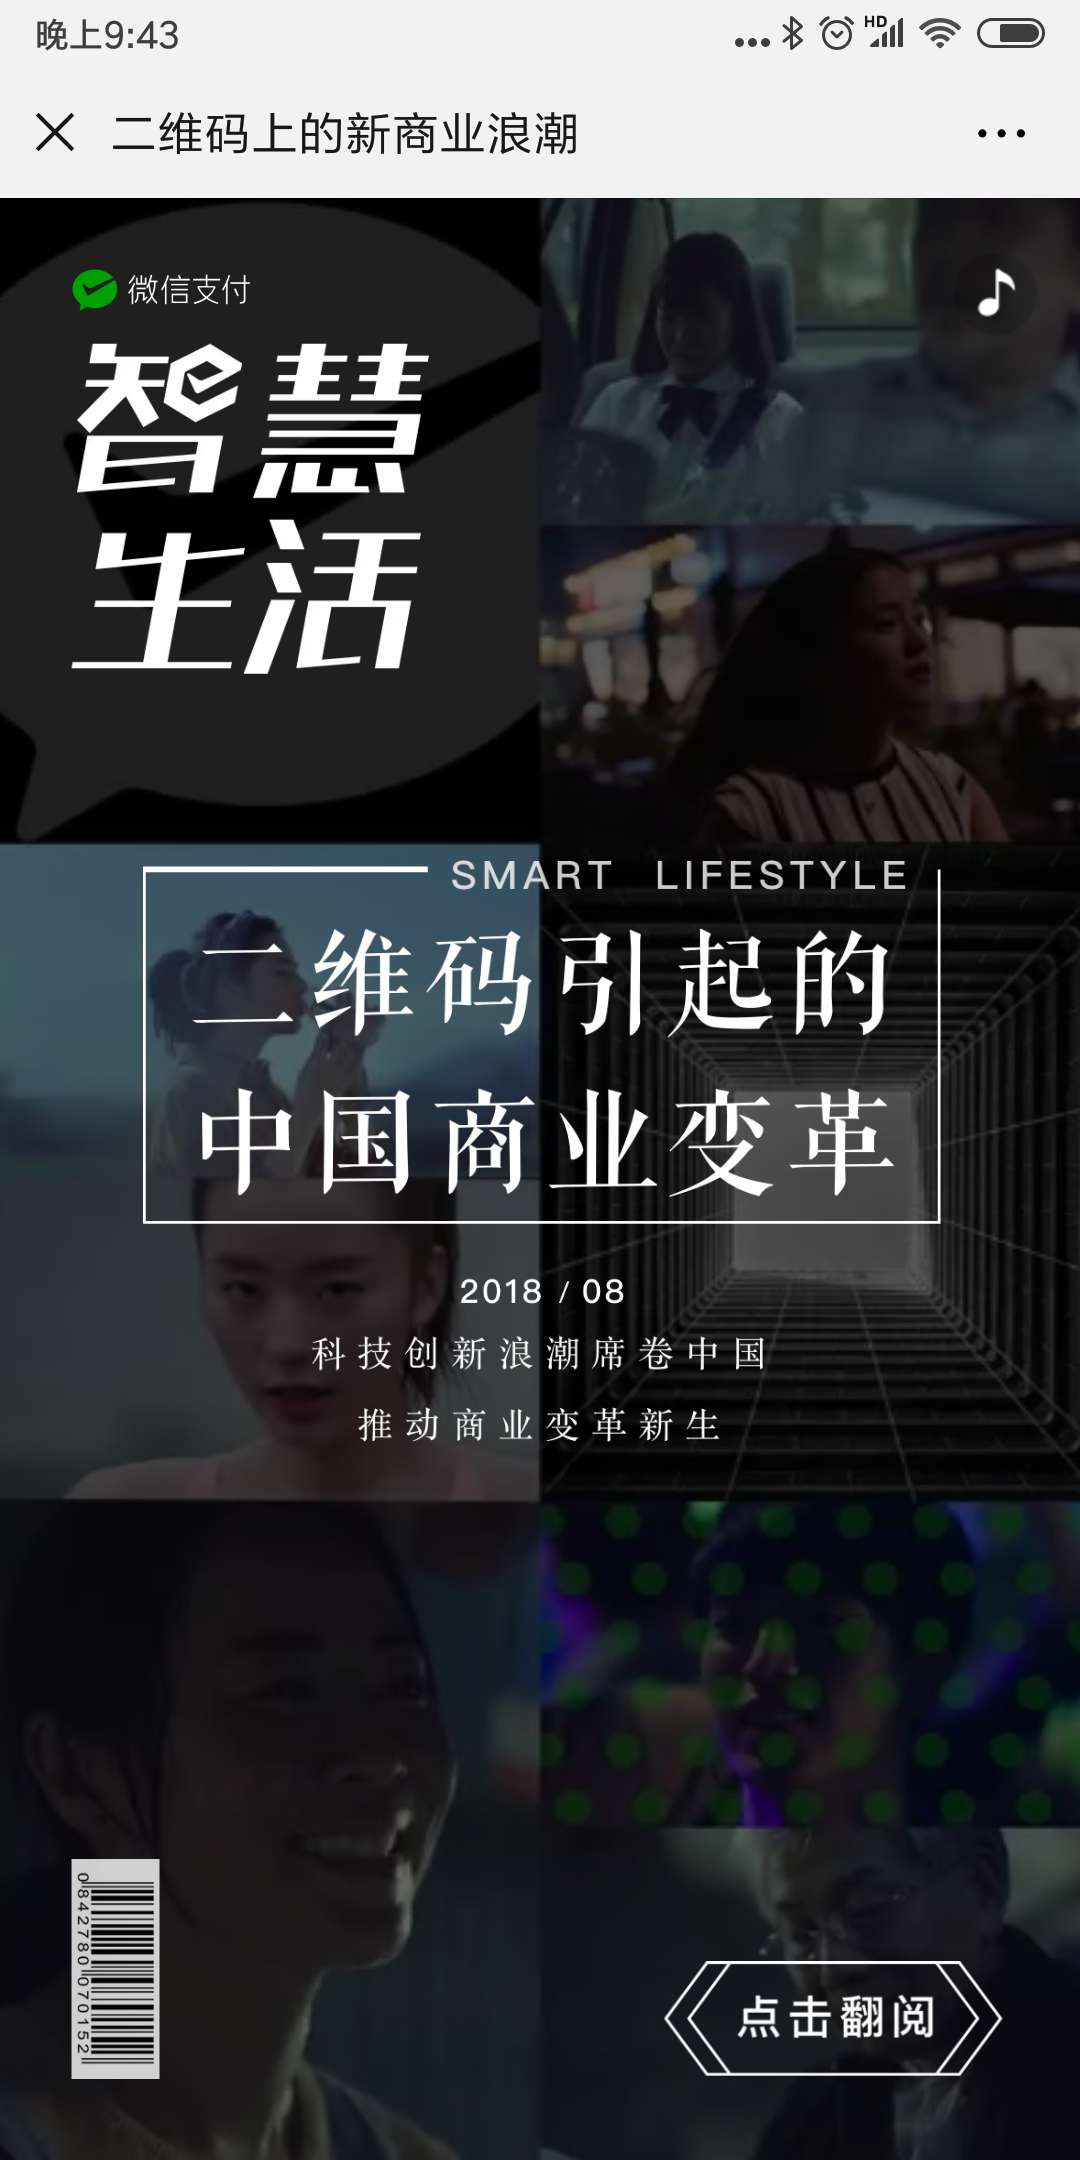 晚上9:43
HD
二维码上的新商业浪潮
微信支付
智慧
生活
SMART LIFESTYLE
二维码引起的
中国商业变革
2018 / 08
科技创新浪潮席卷中国
推动商业变革新生
0842780070152
点击翻阅